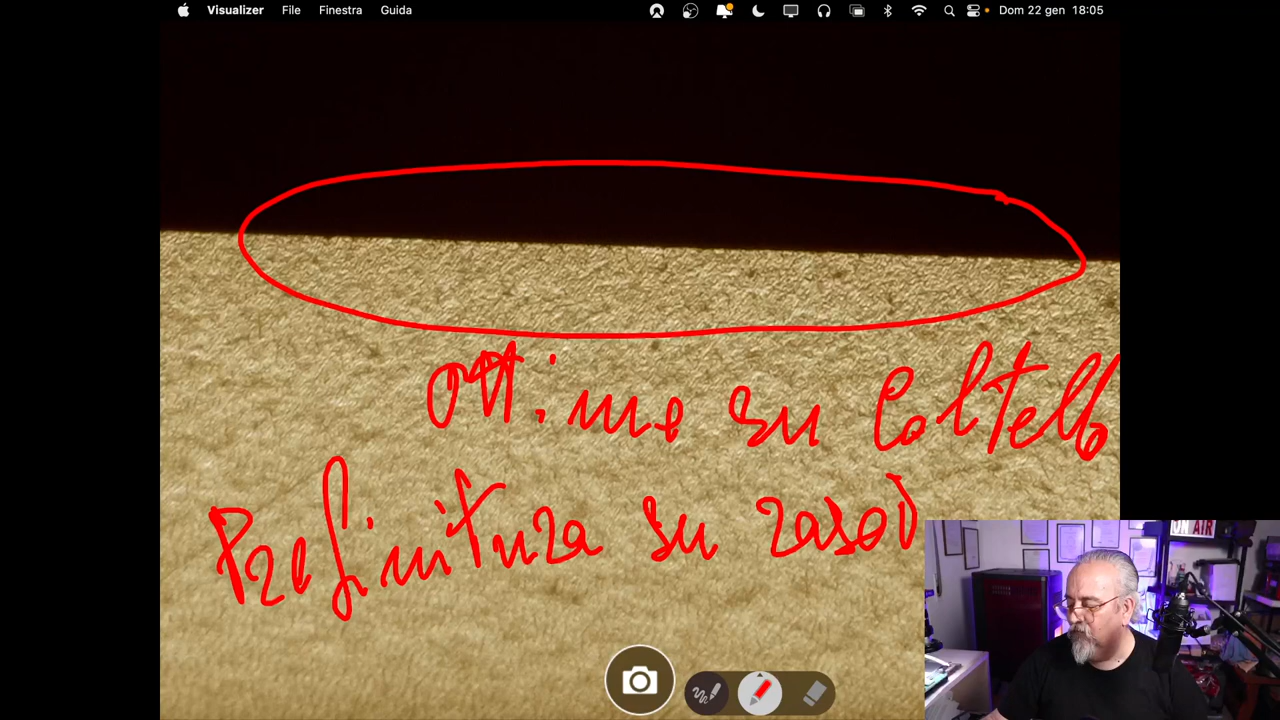 Visualizer File Finestra Guida Dom 22 gen 18:05
ottimo su Coltello
Prefinitura su rasoi
ON AIR